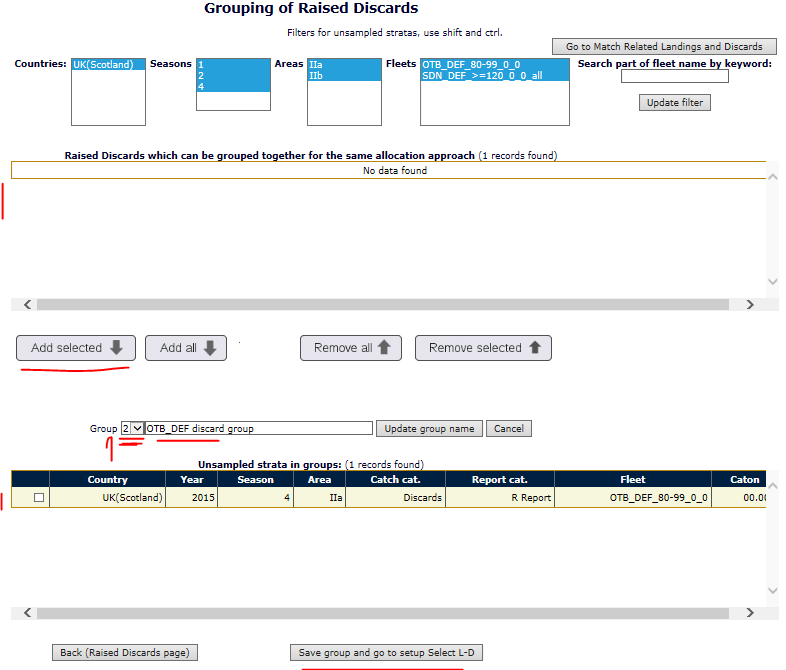 Grouping of Raised Discards
Filters for unsampled stratas, use shift and ctrl.
Go to Match Related Landings and Discards
Countries: UK(Scotland) Seasons 1 Areas IIa Fleets OTB_DEF_80-99_0_0 Search part of fleet name by keyword:
2 IIb SDN_DEF_>=120_0_0_all
4
Update filter
Raised Discards which can be grouped together for the same allocation approach (1 records found)
No data found
Add selected Add all Remove all Remove selected
Group 2 OTB_DEF discard group Update group name Cancel
Unsampled strata in groups: (1 records found)
Country Year Season Area Catch cat. Report cat. Fleet Caton
UK(Scotland) 2015 4 IIa Discards R Report OTB_DEF_80-99_0_0 00.00
Back (Raised Discards page) Save group and go to setup Select L-D